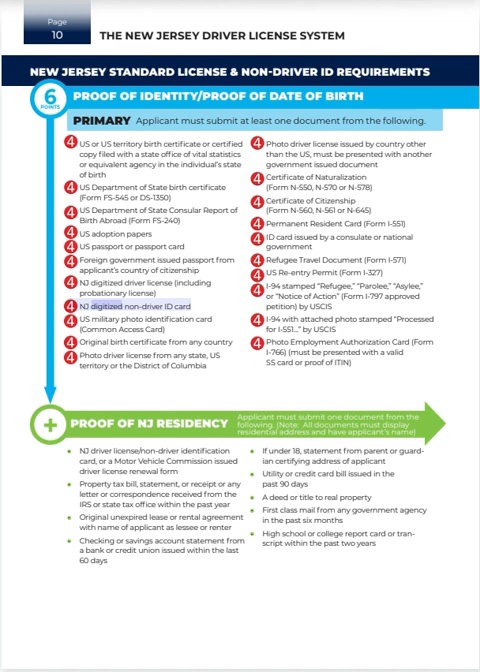 Page
10
THE NEW JERSEY DRIVER LICENSE SYSTEM
NEW JERSEY STANDARD LICENSE & NON-DRIVER ID REQUIREMENTS
6
POINTS
PROOF OF IDENTITY/PROOF OF DATE OF BIRTH
PRIMARY Applicant must submit at least one document from the following.
4 US or US territory birth certificate or certified
copy filed with a state office of vital statistics
or equivalent agency in the individual's state
of birth
4 US Department of State birth certificate
(Form FS-545 or DS-1350)
4 US Department of State Consular Report of
Birth Abroad (Form FS-240)
4 US adoption papers
4 US passport or passport card
4 Foreign government issued passport from
applicant's country of citizenship
4 NJ digitized driver license (including
probationary license)
4 NJ digitized non-driver ID card
4 US military photo identification card
(Common Access Card)
4 Original birth certificate from any country
4 Photo driver license from any state, US
territory or the District of Columbia
4 Photo driver license issued by country other
than the US, must be presented with another
government issued document
4 Certificate of Naturalization
(Form N-550, N-570 or N-578)
4 Certificate of Citizenship
(Form N-560, N-561 or N-645)
4 Permanent Resident Card (Form I-551)
4 ID card issued by a consulate or national
government
4 Refugee Travel Document (Form I-571)
4 US Re-entry Permit (Form I-327)
4 I-94 stamped "Refugee," "Parolee," "Asylee,"
or "Notice of Action" (Form I-797 approved
petition) by USCIS
4 I-94 with attached photo stamped "Processed
for I-551..." by USCIS
4 Photo Employment Authorization Card (Form
I-766) (must be presented with a valid
SS card or proof of ITIN)
+
PROOF OF NJ RESIDENCY
Applicant must submit one document from the
following. (Note: All documents must display
residential address and have applicant's name)
• NJ driver license/non-driver identification
card, or a Motor Vehicle Commission issued
driver license renewal form
• Property tax bill, statement, or receipt or any
letter or correspondence received from the
IRS or state tax office within the past year
• Original unexpired lease or rental agreement
with name of applicant as lessee or renter
• Checking or savings account statement from
a bank or credit union issued within the last
60 days
• If under 18, statement from parent or guard-
ian certifying address of applicant
• Utility or credit card bill issued in the
past 90 days
• A deed or title to real property
• First class mail from any government agency
in the past six months
• High school or college report card or tran-
script within the past two years